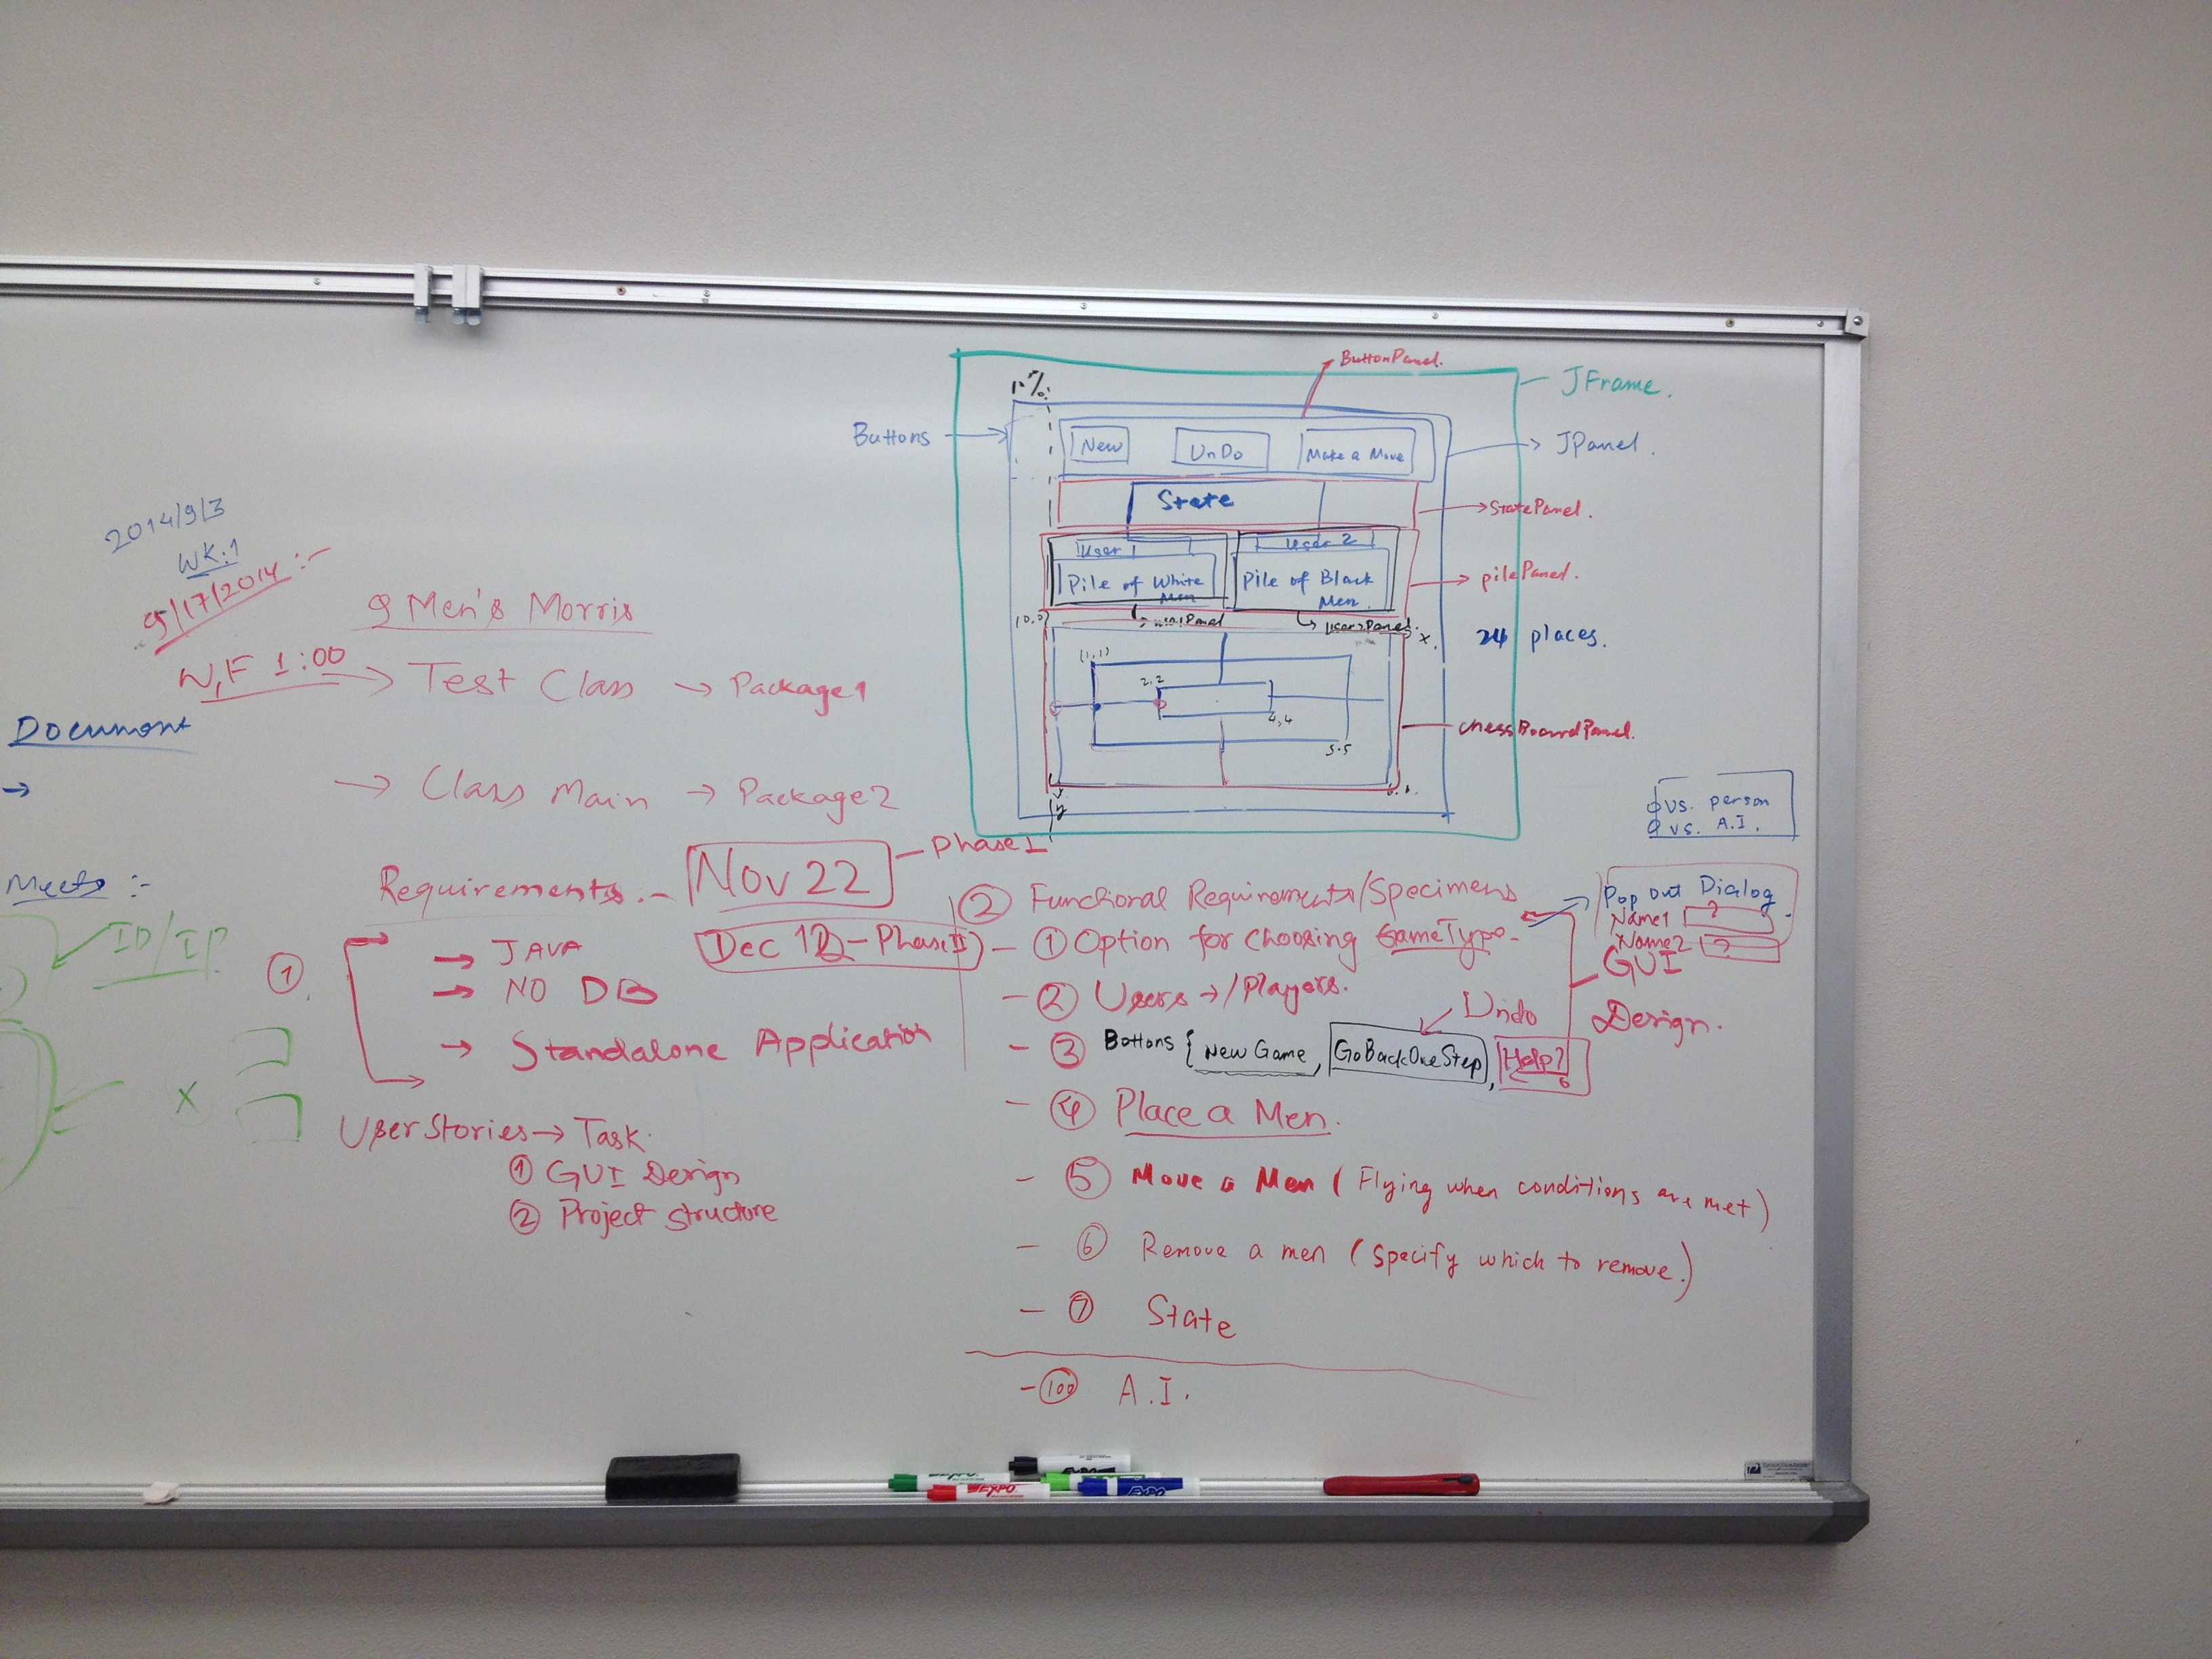 2014/9/3
WK:1
9/17/2014 :-
9 Men's Morris
W,F 1:00 → Test Class → Package1
Document
→
→ Class Main → Package2
Meets :-
ID/IP
Requirements.- Nov 22 - Phase I
Dec 12 - Phase II
①
→ JAVA
→ NO DB
→ Standalone Application
x
User Stories → Task.
① GUI Design
② Project Structure
ButtonPanel.
JFrame.
Buttons
New UnDo Make a Move
JPanel.
State
StatePanel.
User 1 User 2
Pile of White Men
Pile of Black Men.
pilePanel.
User2Panel.
(0,0) x
24 places.
(1,1)
2,2
4,4
5.5
chessBoardPanel.
y
vs. person
vs. A.I.
② Functional Requirements/Specimens
Pop out Dialog
Name1 ?
Name2 ?
GUI
Design.
- ① Option for choosing GameType.
- ② Users →/Players.
Undo
- ③ Buttons { New Game, GoBackOneStep, Help?
- ④ Place a Men.
- ⑤ Move a Men ( Flying when conditions are met )
- ⑥ Remove a men ( specify which to remove.)
- ⑦ State
- 100 A.I.
EXPO
EXPO
EXPO